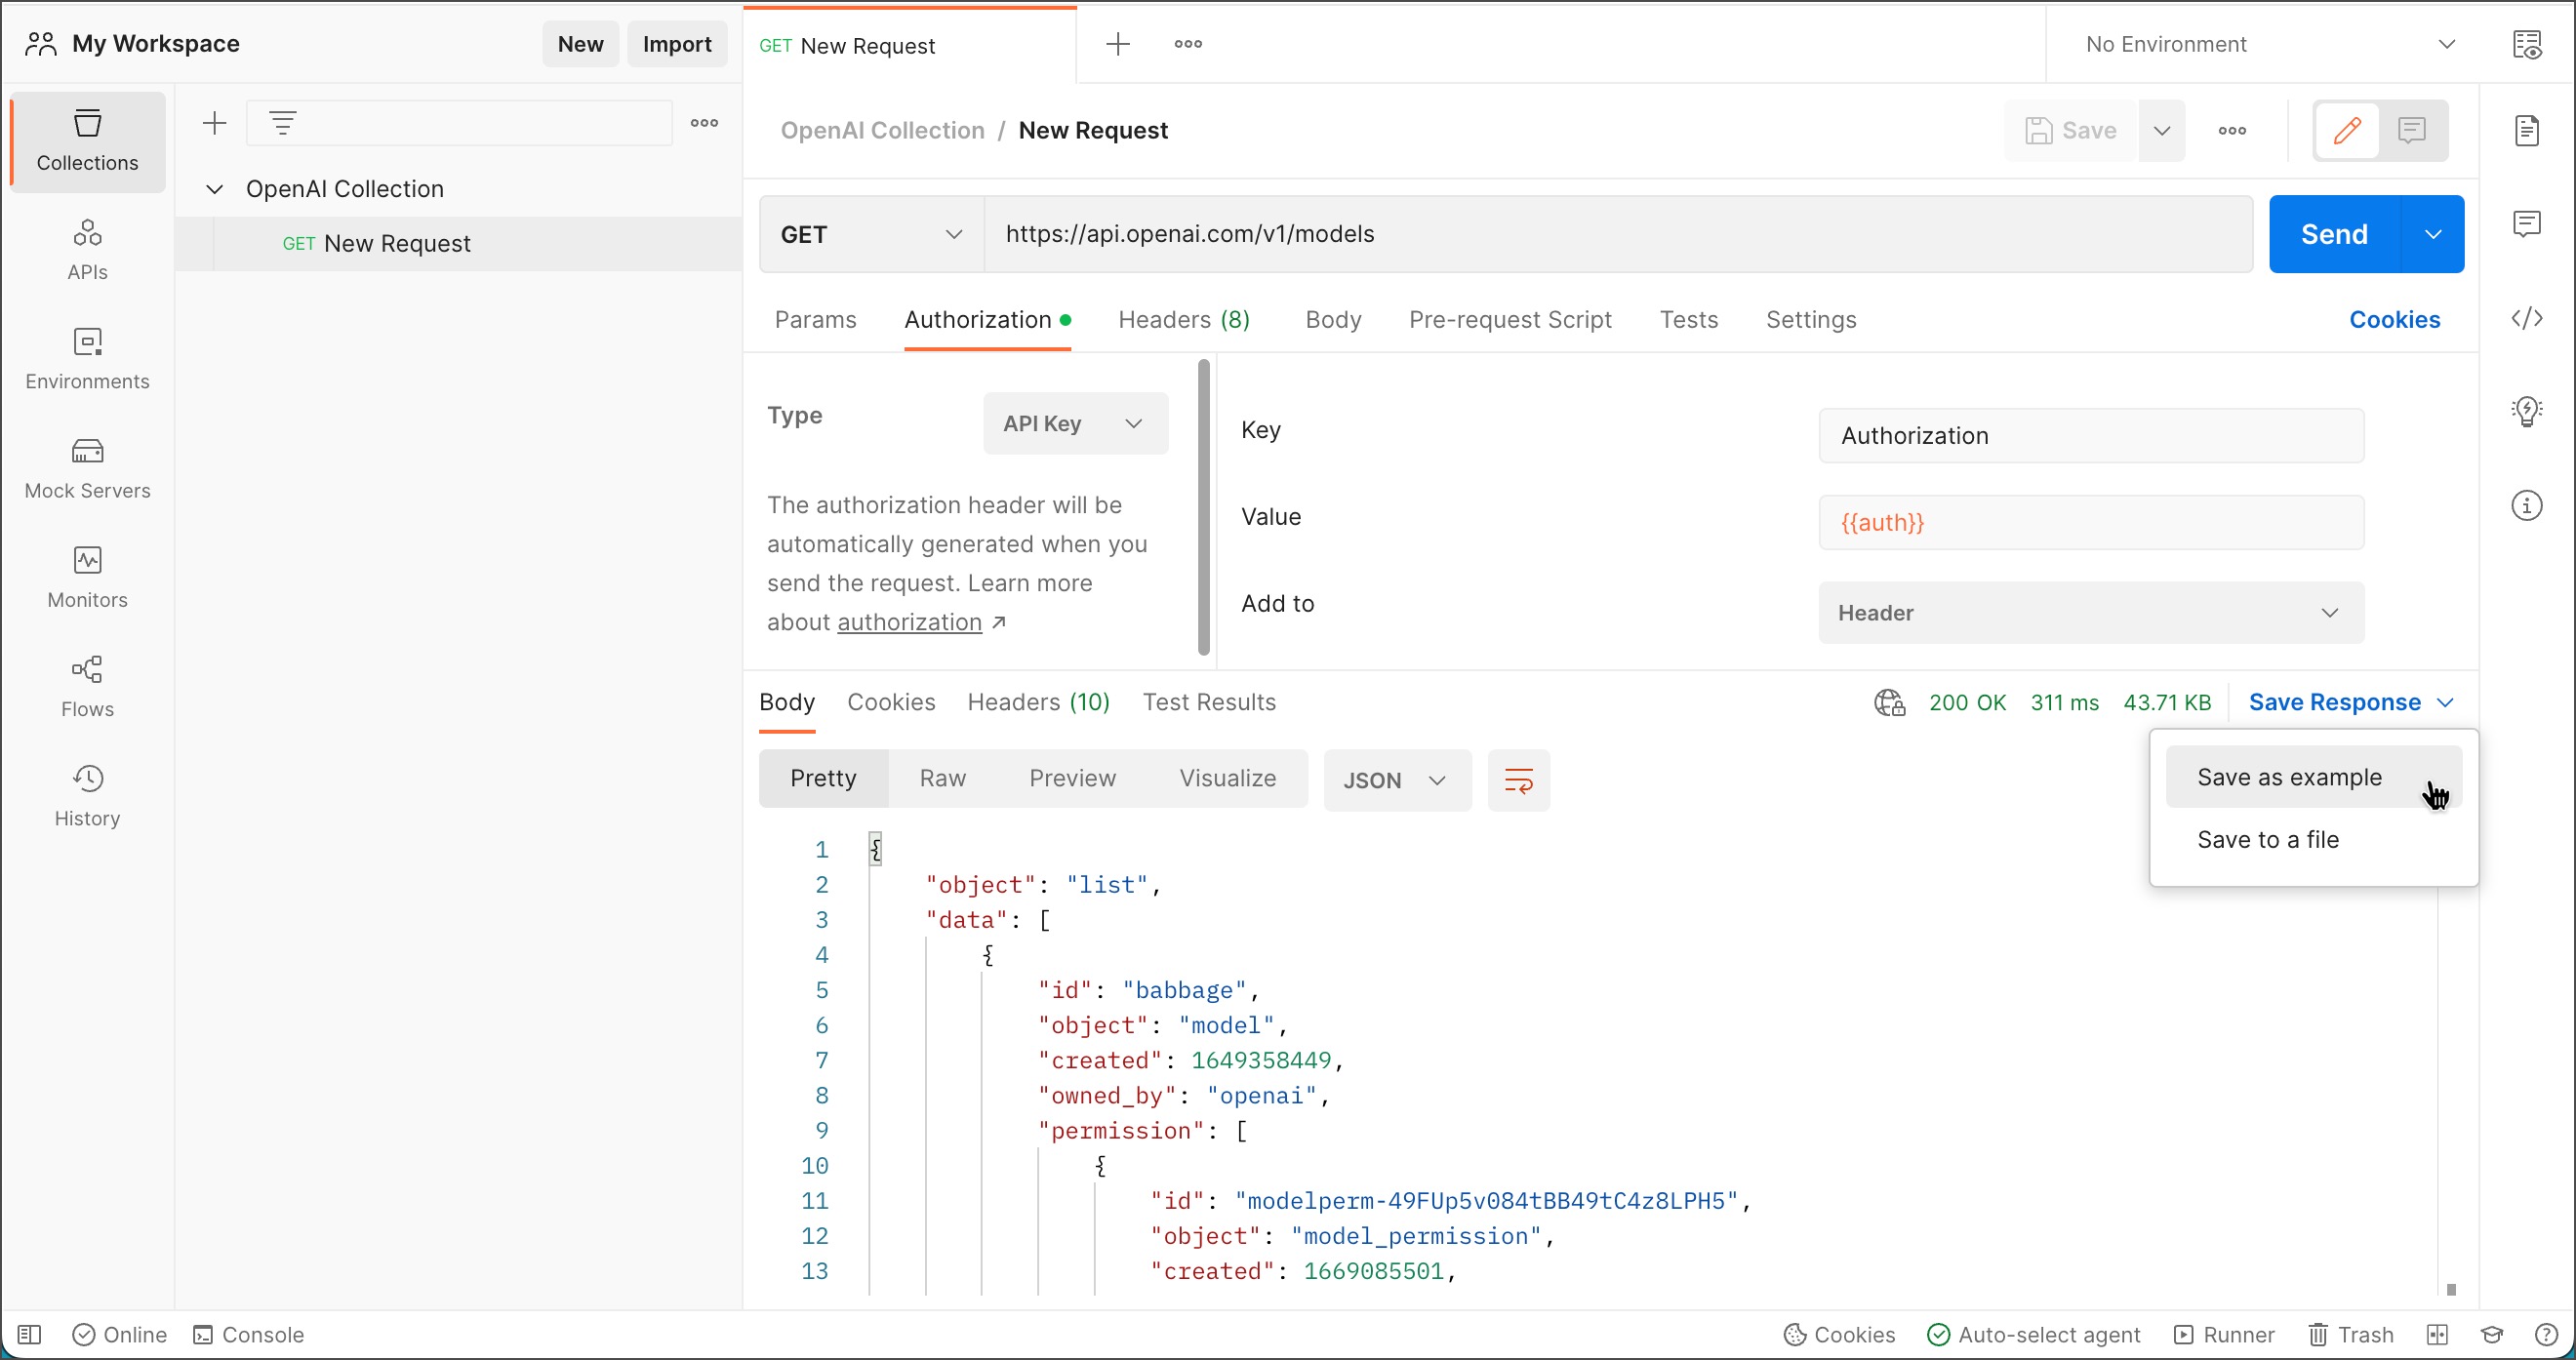 My Workspace
New
Import
GET New Request
No Environment
Collections
APIs
Environments
Mock Servers
Monitors
Flows
History
OpenAI Collection
GET New Request
OpenAI Collection / New Request
Save
GET
https://api.openai.com/v1/models
Send
Params
Authorization
Headers (8)
Body
Pre-request Script
Tests
Settings
Cookies
Type
API Key
The authorization header will be
automatically generated when you
send the request. Learn more
about authorization ↗
Key
Authorization
Value
{{auth}}
Add to
Header
Body
Cookies
Headers (10)
Test Results
200 OK
311 ms
43.71 KB
Save Response
Save as example
Save to a file
Pretty
Raw
Preview
Visualize
JSON
1 {
2 "object": "list",
3 "data": [
4 {
5 "id": "babbage",
6 "object": "model",
7 "created": 1649358449,
8 "owned_by": "openai",
9 "permission": [
10 {
11 "id": "modelperm-49FUp5v084tBB49tC4z8LPH5",
12 "object": "model_permission",
13 "created": 1669085501,
Online
Console
Cookies
Auto-select agent
Runner
Trash